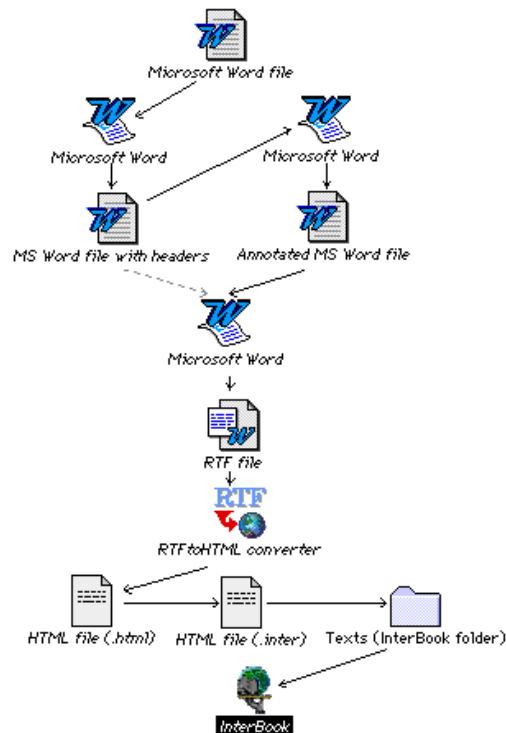 Microsoft Word file
Microsoft Word
Microsoft Word
MS Word file with headers
Annotated MS Word file
Microsoft Word
RTF file
RTF
RTFtoHTML converter
HTML file (.html)
HTML file (.inter)
Texts (InterBook folder)
InterBook